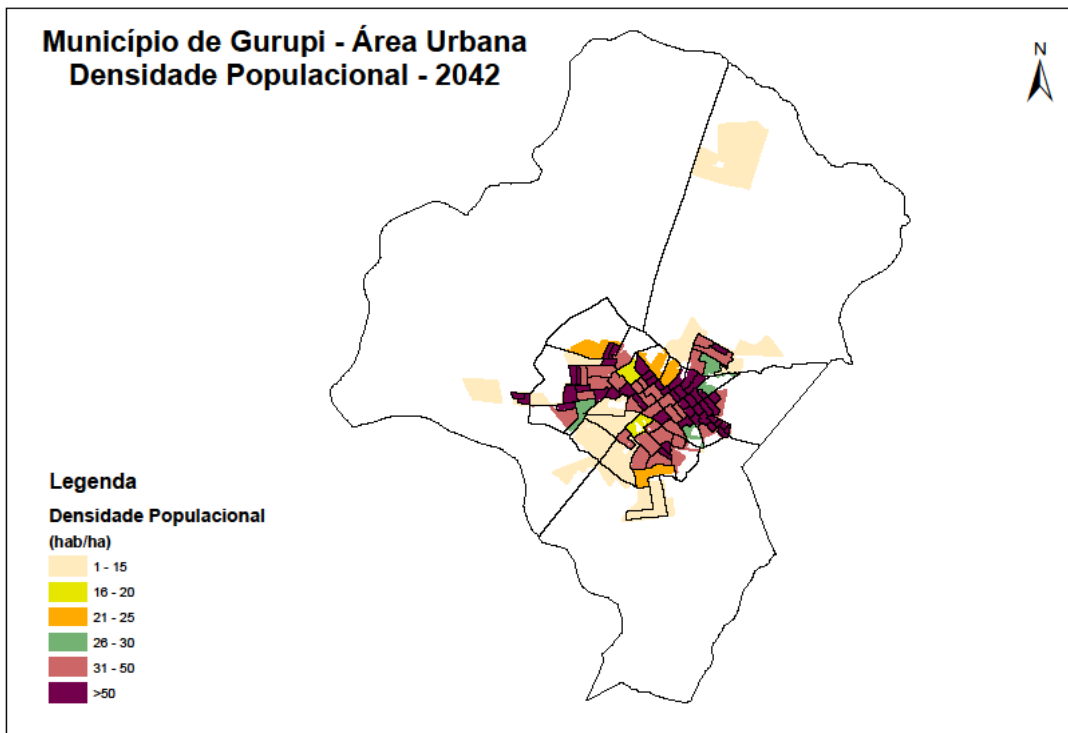 Município de Gurupi - Área Urbana
Densidade Populacional - 2042
N
Legenda
Densidade Populacional
(hab/ha)
1 - 15
16 - 20
21 - 25
26 - 30
31 - 50
>50